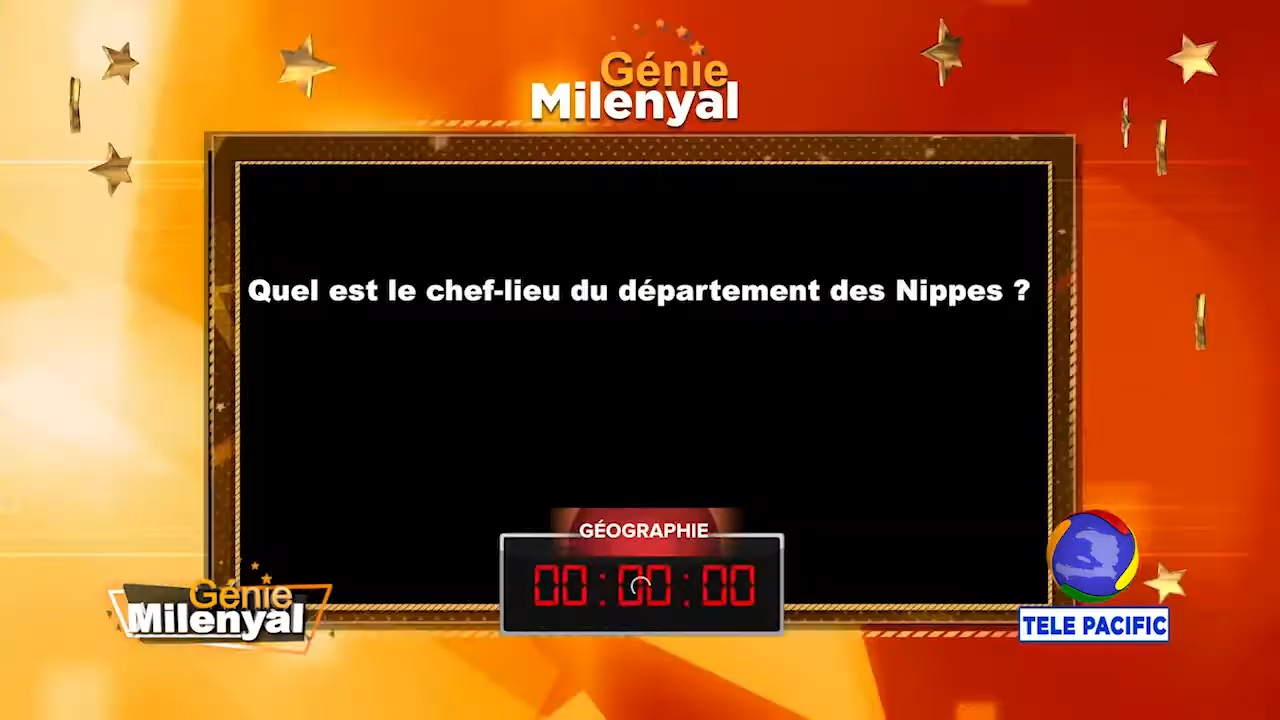 Génie
Milenyal
Quel est le chef-lieu du département des Nippes ?
GÉOGRAPHIE
00:00:00
Génie
Milenyal
TELE PACIFIC